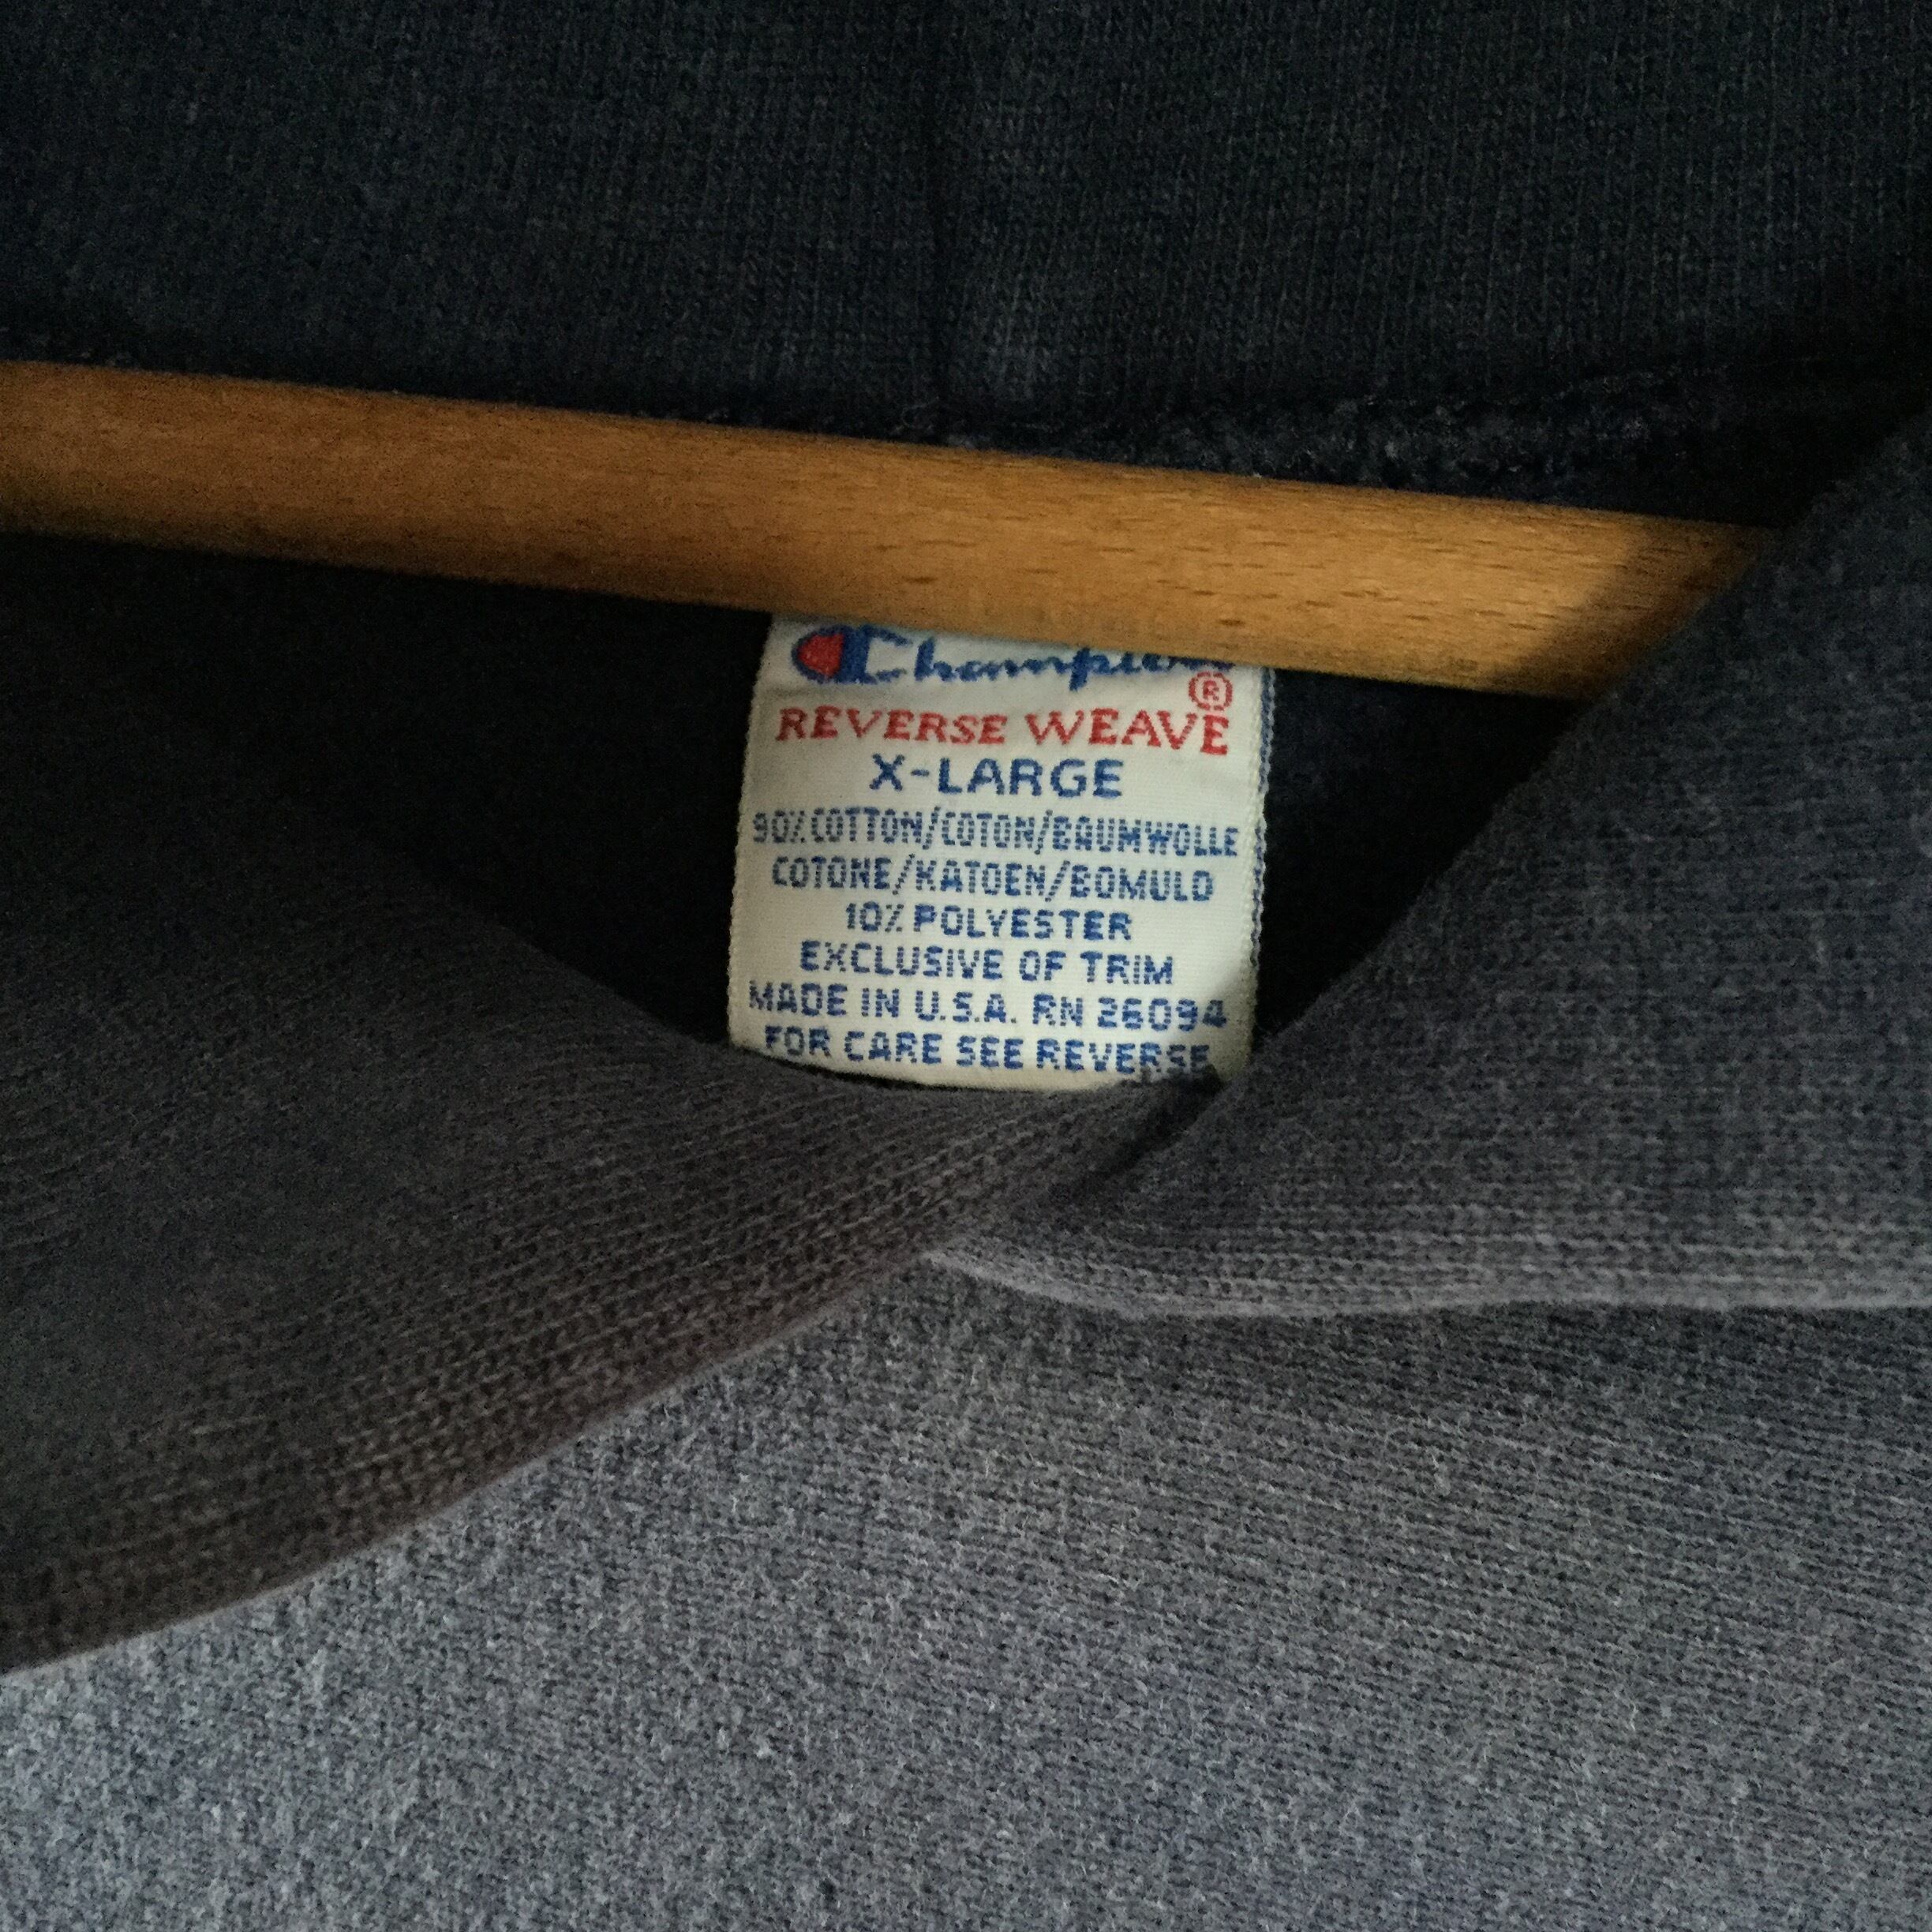 Champion
®
REVERSE WEAVE
X-LARGE
90% COTTON/COTON/BAUMWOLLE
COTONE/KATOEN/BOMULD
10% POLYESTER
EXCLUSIVE OF TRIM
MADE IN U.S.A. RN 26094
FOR CARE SEE REVERSE